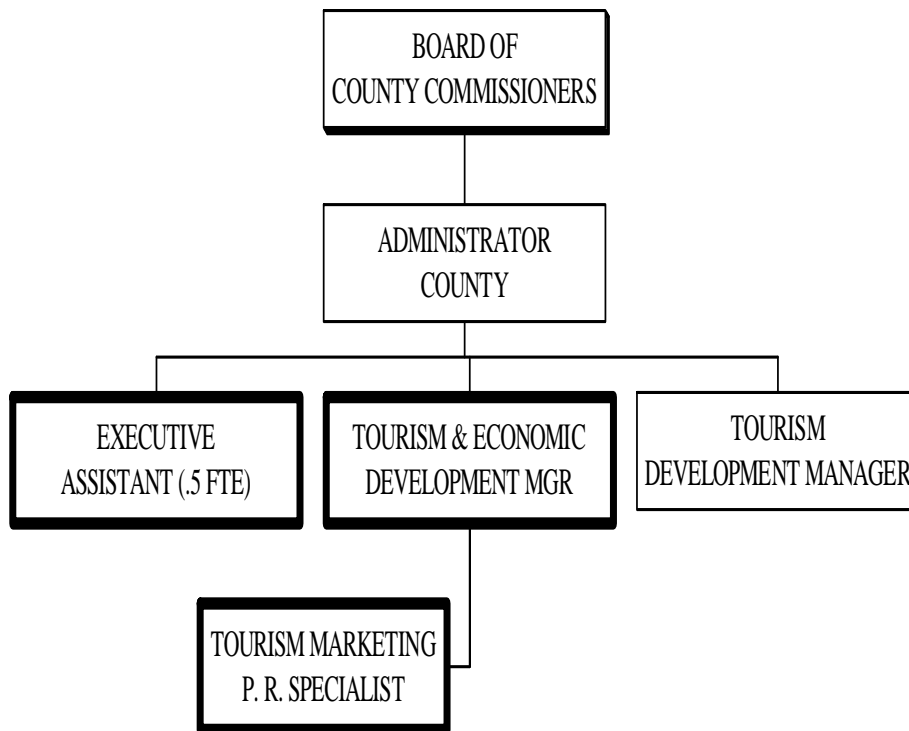 BOARD OF
COUNTY COMMISSIONERS
ADMINISTRATOR
COUNTY
EXECUTIVE
ASSISTANT (.5 FTE)
TOURISM & ECONOMIC
DEVELOPMENT MGR
TOURISM
DEVELOPMENT MANAGER
TOURISM MARKETING
P. R. SPECIALIST